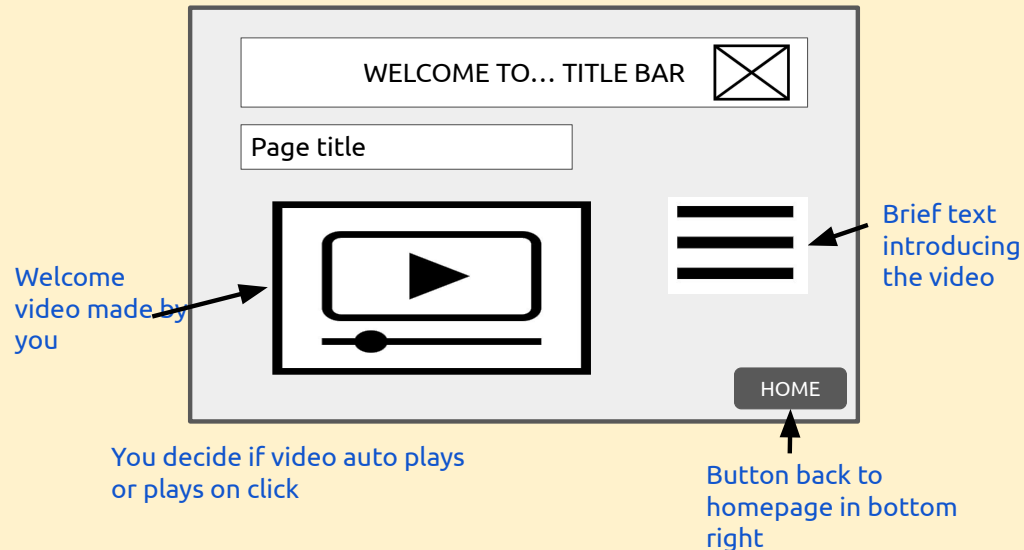 WELCOME TO... TITLE BAR
Page title
Brief text
introducing
the video
Welcome
video made by
you
HOME
You decide if video auto plays
or plays on click
Button back to
homepage in bottom
right